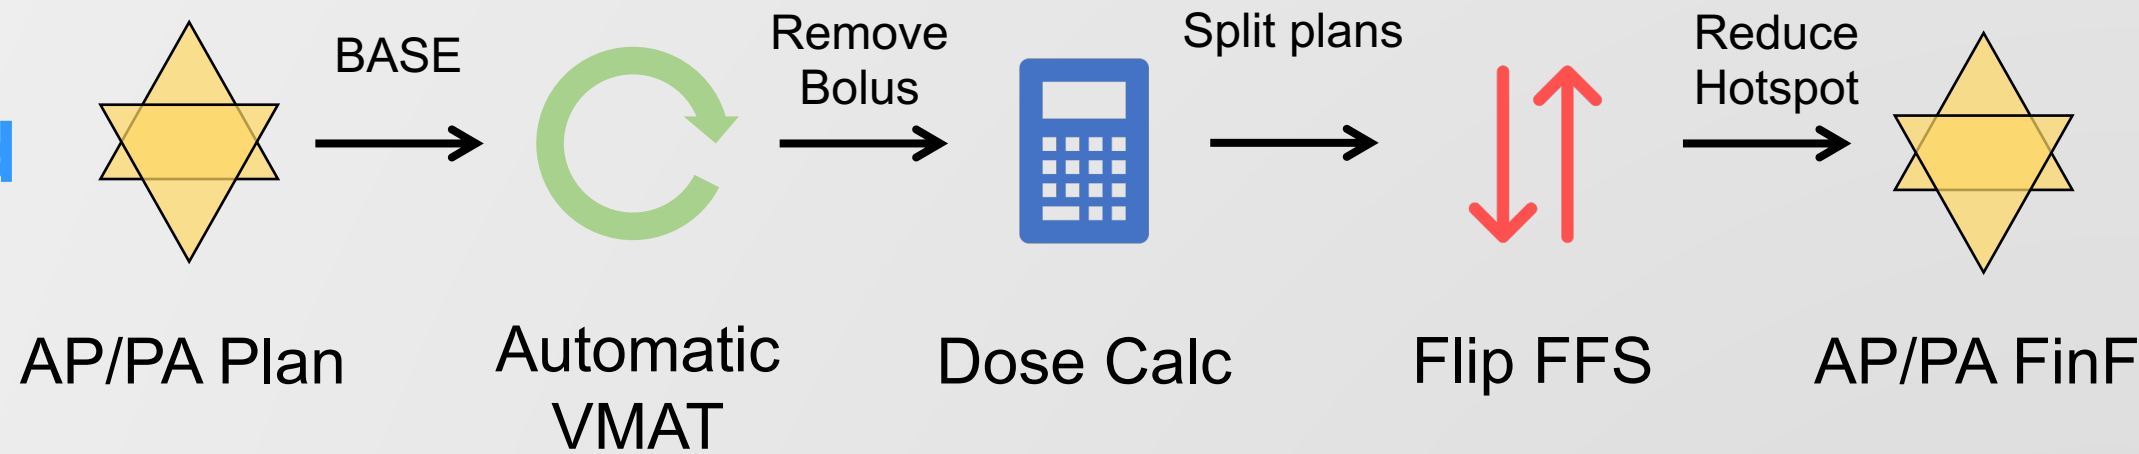 BASE
Remove
Bolus
Split plans
Reduce
Hotspot
AP/PA Plan
Automatic
VMAT
Dose Calc
Flip FFS
AP/PA FinF